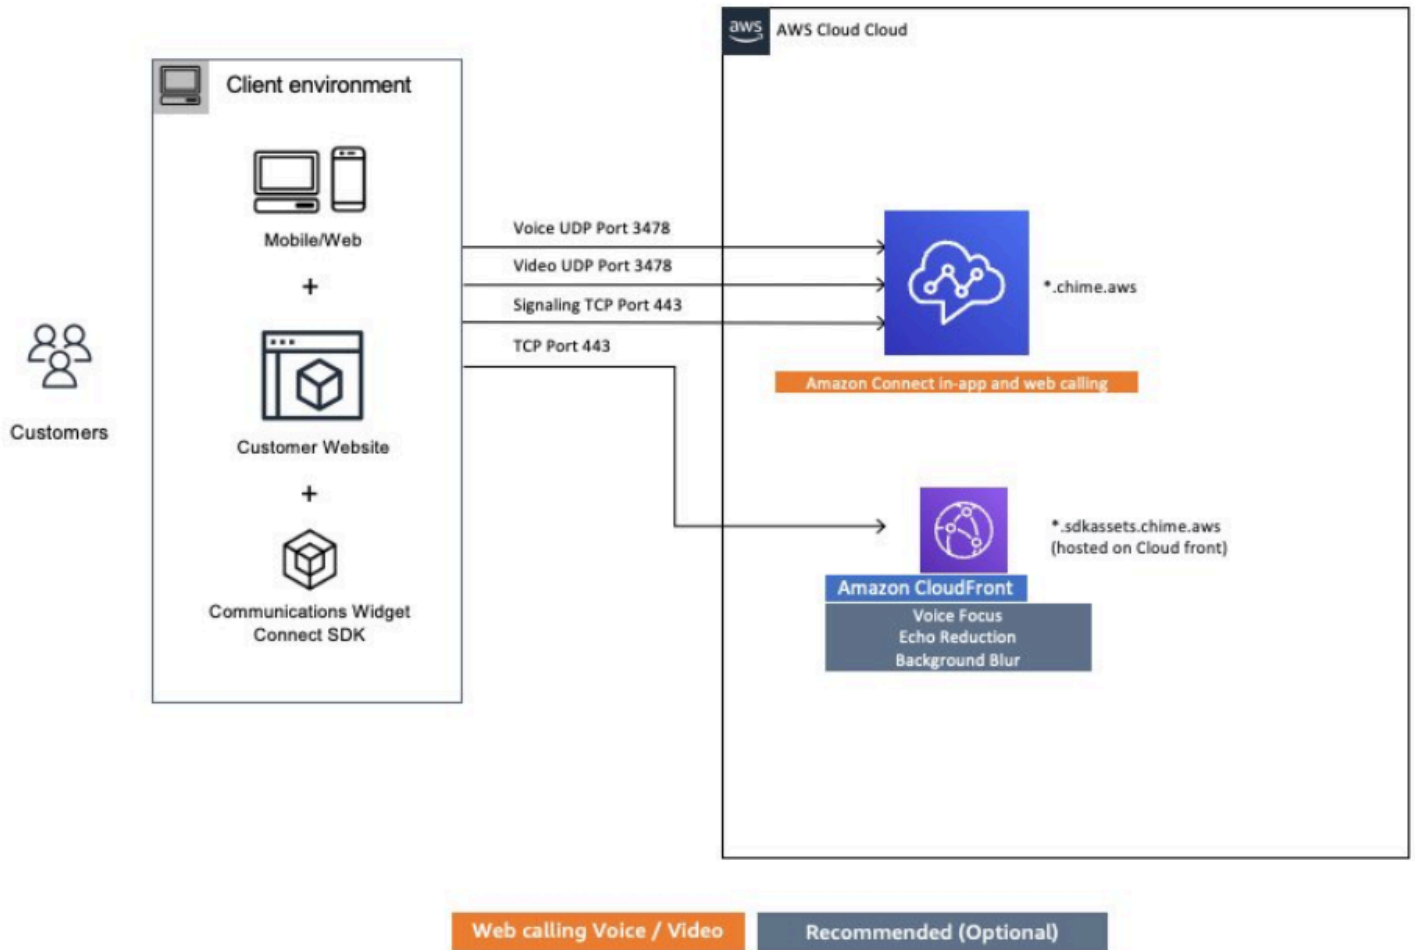 aws
AWS Cloud Cloud
Client environment
Mobile/Web
+
Customer Website
+
Communications Widget
Connect SDK
Customers
Voice UDP Port 3478
Video UDP Port 3478
Signaling TCP Port 443
TCP Port 443
*.chime.aws
Amazon Connect in-app and web calling
*.sdkassets.chime.aws
(hosted on Cloud front)
Amazon CloudFront
Voice Focus
Echo Reduction
Background Blur
Web calling Voice / Video
Recommended (Optional)